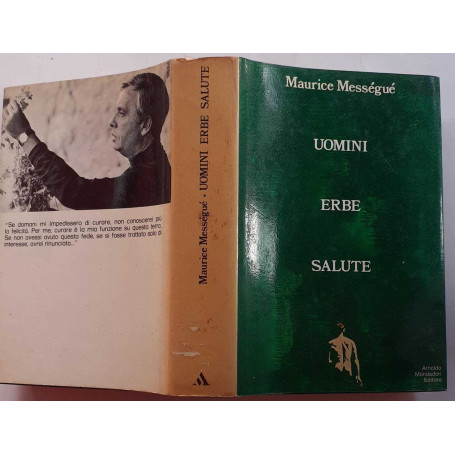 "Se domani mi impedissero di curare, non conoscerei più
la felicità. Per me, curare è la mia funzione su questa terra.
Se non avessi avuto questa fede, se si fosse trattato solo di
interesse, avrei rinunciato..."
Maurice Mességué • UOMINI ERBE SALUTE
Maurice Mességué
UOMINI
ERBE
SALUTE
Arnoldo
Mondadori
Editore